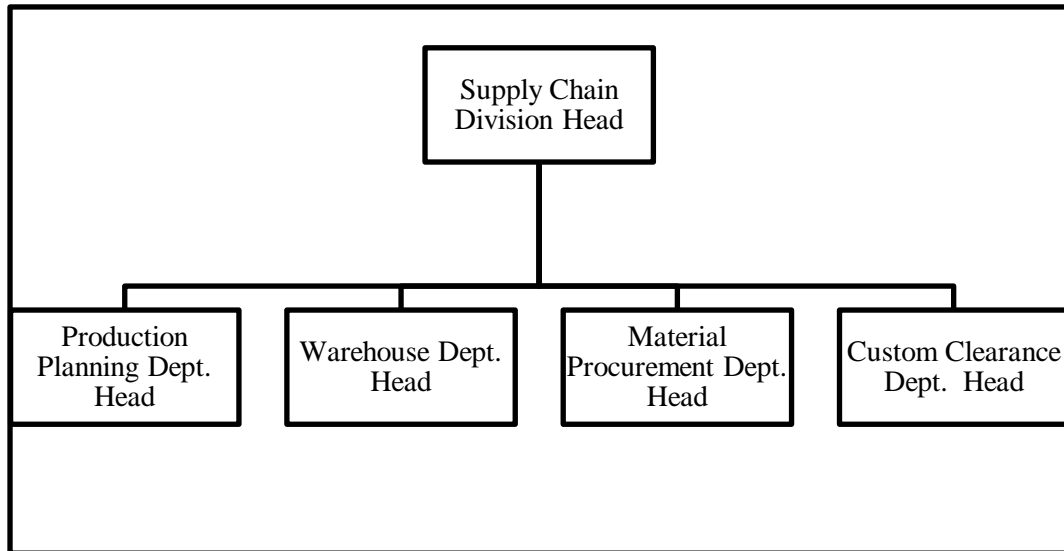 Supply Chain
Division Head
Production
Planning Dept.
Head
Warehouse Dept.
Head
Material
Procurement Dept.
Head
Custom Clearance
Dept.  Head